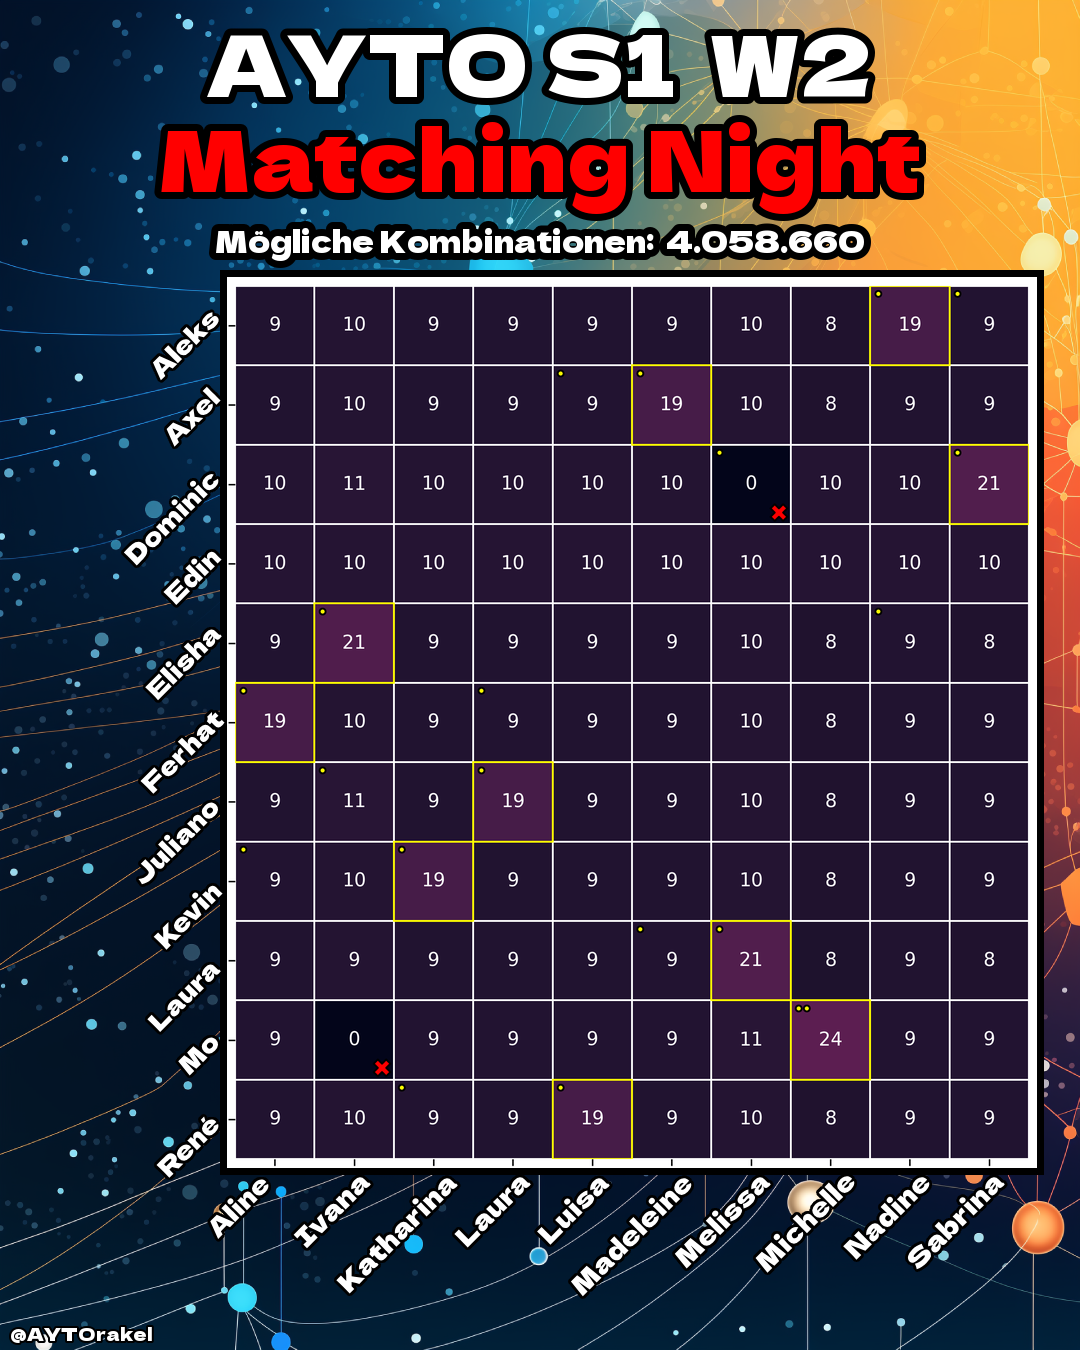 AYTO S1 W2
Matching Night
Mögliche Kombinationen: 4.058.660
Aleks 9 10 9 9 9 9 10 8 19 9
Axel 9 10 9 9 9 19 10 8 9 9
Dominic 10 11 10 10 10 10 0 10 10 21
Edin 10 10 10 10 10 10 10 10 10 10
Elisha 9 21 9 9 9 9 10 8 9 8
Ferhat 19 10 9 9 9 9 10 8 9 9
Juliano 9 11 9 19 9 9 10 8 9 9
Kevin 9 10 19 9 9 9 10 8 9 9
Laura 9 9 9 9 9 9 21 8 9 8
Mo 9 0 9 9 9 9 11 24 9 9
René 9 10 9 9 19 9 10 8 9 9
Aline Ivana Katharina Laura Luisa Madeleine Melissa Michelle Nadine Sabrina
@AYTOrakel